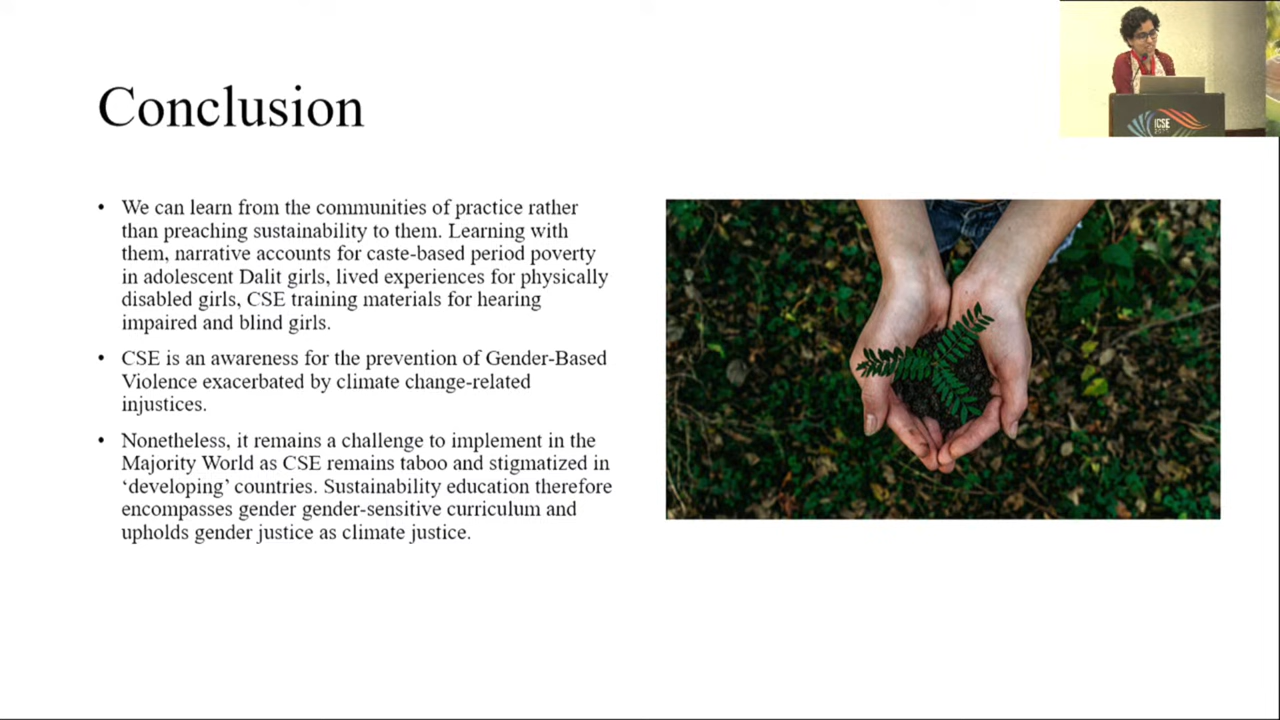 Conclusion
• We can learn from the communities of practice rather
than preaching sustainability to them. Learning with
them, narrative accounts for caste-based period poverty
in adolescent Dalit girls, lived experiences for physically
disabled girls, CSE training materials for hearing
impaired and blind girls.
• CSE is an awareness for the prevention of Gender-Based
Violence exacerbated by climate change-related
injustices.
• Nonetheless, it remains a challenge to implement in the
Majority World as CSE remains taboo and stigmatized in
‘developing’ countries. Sustainability education therefore
encompasses gender gender-sensitive curriculum and
upholds gender justice as climate justice.
ICSE